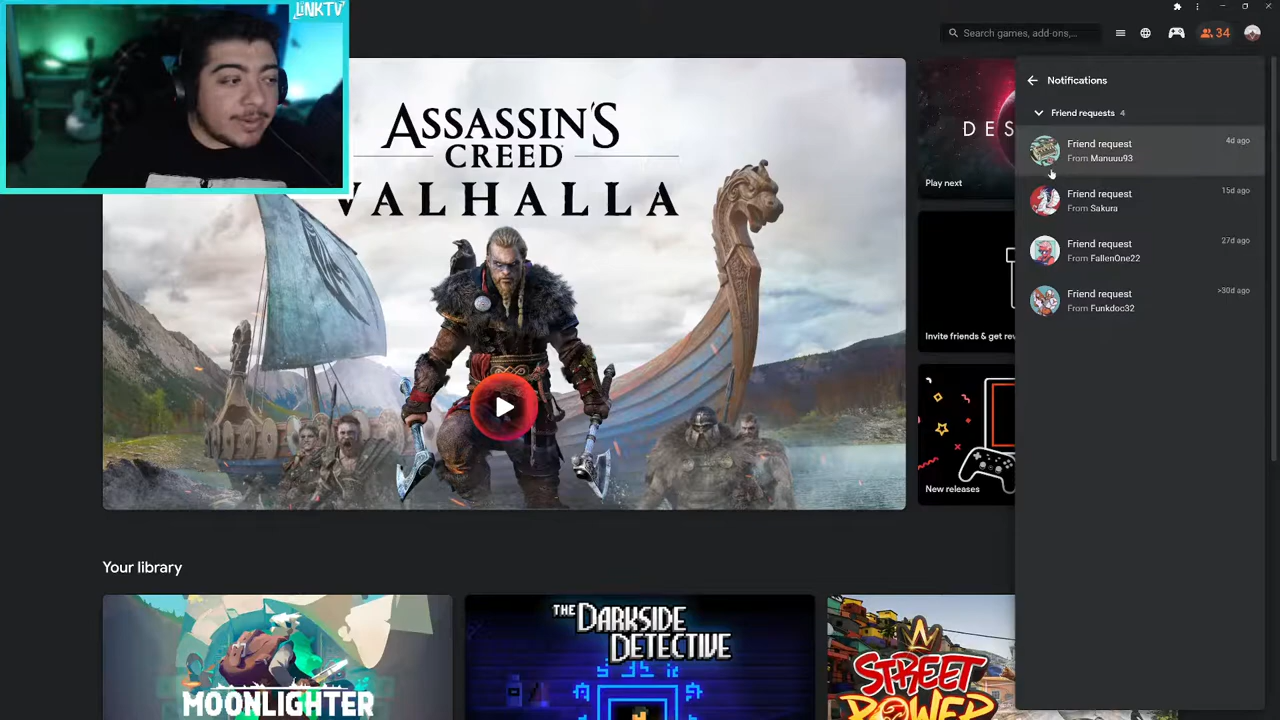 LiNKTV
Search games, add-ons,...
34
Notifications
Friend requests 4
Friend request
4d ago
From Manuuu93
Friend request
15d ago
From Sakura
Friend request
27d ago
From FallenOne22
Friend request
>30d ago
From Funkdoc32
ASSASSIN'S
CREED
VALHALLA
DES
Play next
Invite friends & get re
New releases
Your library
MOONLIGHTER
THE DARKSIDE
DETECTIVE
STREET
POWER